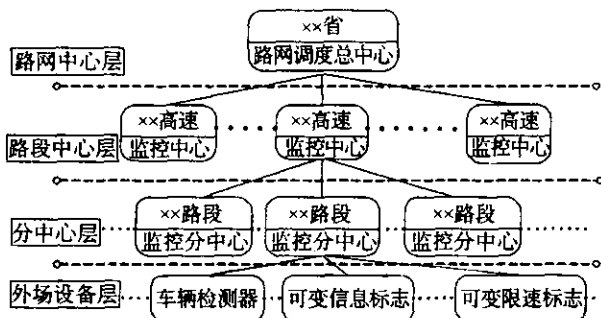 ××省
路网调度总中心
路网中心层
××高速
监控中心
××高速
监控中心
××高速
监控中心
路段中心层
××路段
监控分中心
××路段
监控分中心
××路段
监控分中心
分中心层
外场设备层
车辆检测器
可变信息标志
可变限速标志